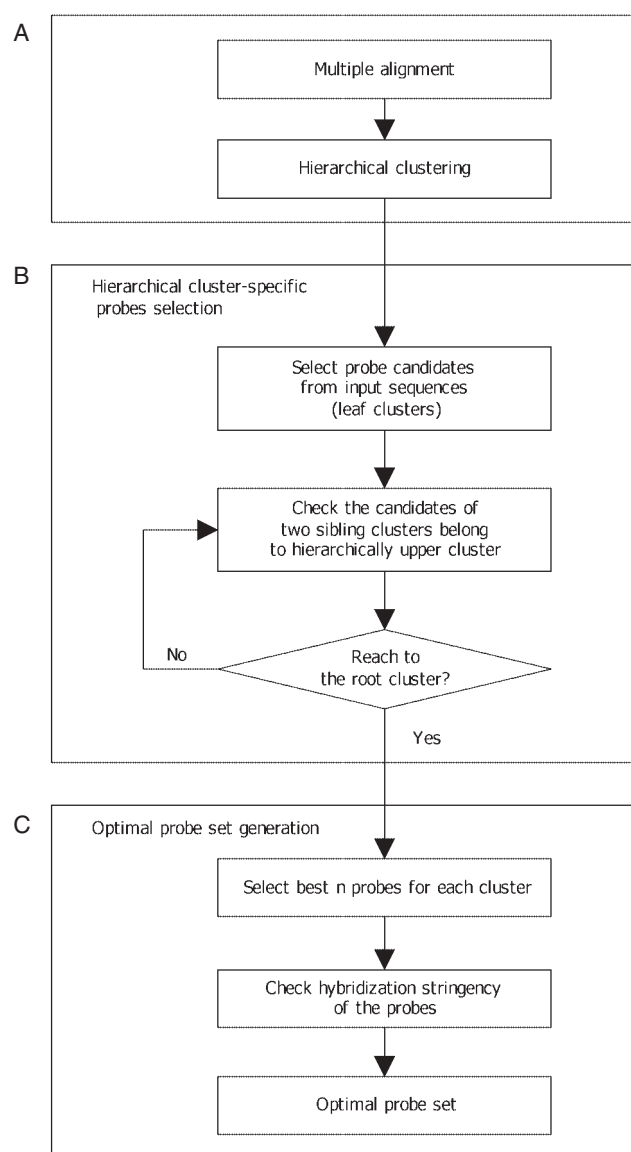 A
Multiple alignment
Hierarchical clustering
B
Hierarchical cluster-specific
probes selection
Select probe candidates
from input sequences
(leaf clusters)
Check the candidates of
two sibling clusters belong
to hierarchically upper cluster
No
Reach to
the root cluster?
Yes
C
Optimal probe set generation
Select best n probes for each cluster
Check hybridization stringency
of the probes
Optimal probe set